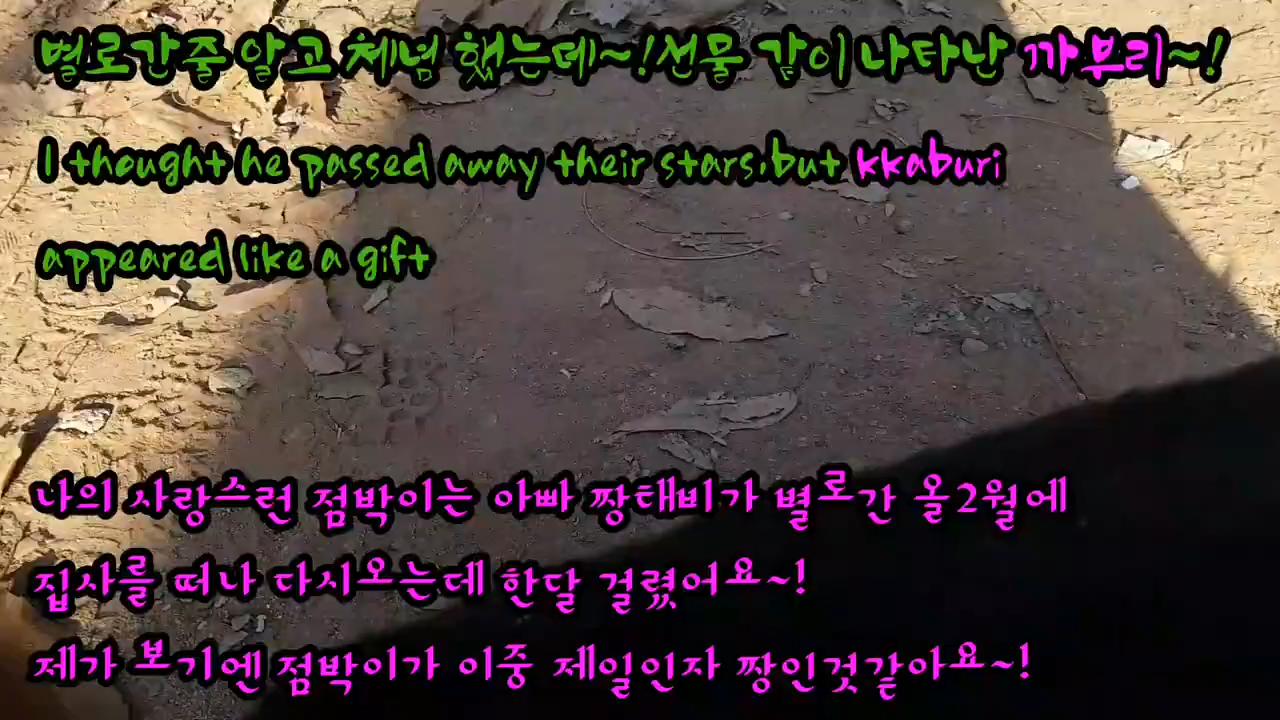 별로간줄 알고 체념 했는데~!선물 같이 나타난 까부리~!
I thought he passed away their stars,but kkaburi
appeared like a gift
나의 사랑스런 점박이는 아빠 짱태비가 별로간 올2월에
집사를 떠나 다시오는데 한달 걸렸어요~!
제가 보기엔 점박이가 이중 제일인자 짱인것같아요~!